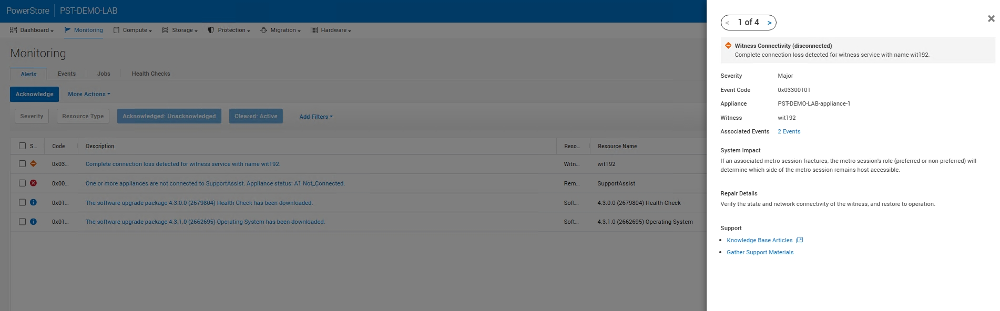 PowerStore PST-DEMO-LAB
Dashboard Monitoring Compute Storage Protection Migration Hardware
Monitoring
Alerts Events Jobs Health Checks
Acknowledge More Actions
Severity Resource Type Acknowledged: Unacknowledged Cleared: Active Add Filters
S... Code Description Reso... Resource Name
0x03... Complete connection loss detected for witness service with name wit192. Witn... wit192
0x00... One or more appliances are not connected to SupportAssist. Appliance status: A1 Not_Connected. Rem... SupportAssist
0x01... The software upgrade package 4.3.0.0 (2679804) Health Check has been downloaded. Soft... 4.3.0.0 (2679804) Health Check
0x01... The software upgrade package 4.3.1.0 (2662695) Operating System has been downloaded. Soft... 4.3.1.0 (2662695) Operating System
< 1 of 4 >
Witness Connectivity (disconnected)
Complete connection loss detected for witness service with name wit192.
Severity Major
Event Code 0x03300101
Appliance PST-DEMO-LAB-appliance-1
Witness wit192
Associated Events 2 Events
System Impact
If an associated metro session fractures, the metro session's role (preferred or non-preferred) will
determine which side of the metro session remains host accessible.
Repair Details
Verify the state and network connectivity of the witness, and restore to operation.
Support
• Knowledge Base Articles
• Gather Support Materials